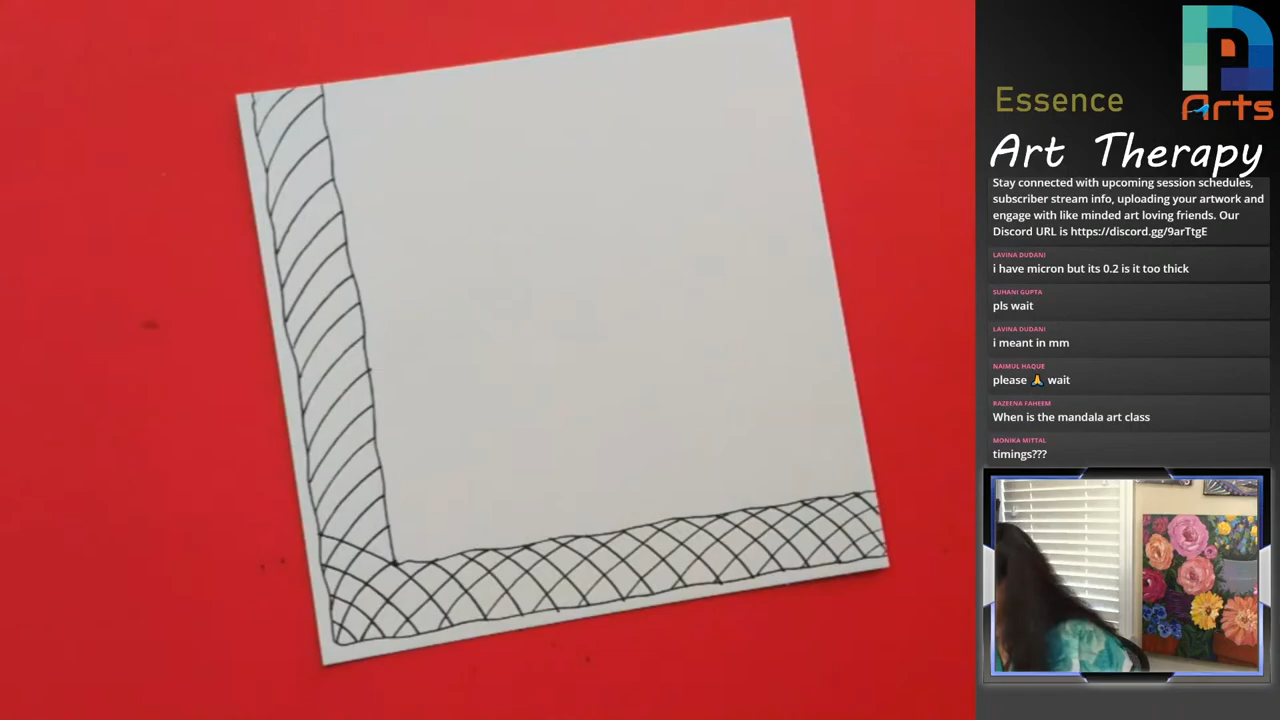 Essence
Arts
Art Therapy
Stay connected with upcoming session schedules,
subscriber stream info, uploading your artwork and
engage with like minded art loving friends. Our
Discord URL is https://discord.gg/9arTtgE
LAVINA DUDANI
i have micron but its 0.2 is it too thick
SUHANI GUPTA
pls wait
LAVINA DUDANI
i meant in mm
NAIMUL HAQUE
please 🙏 wait
RAZEENA FAHEEM
When is the mandala art class
MONIKA MITTAL
timings???